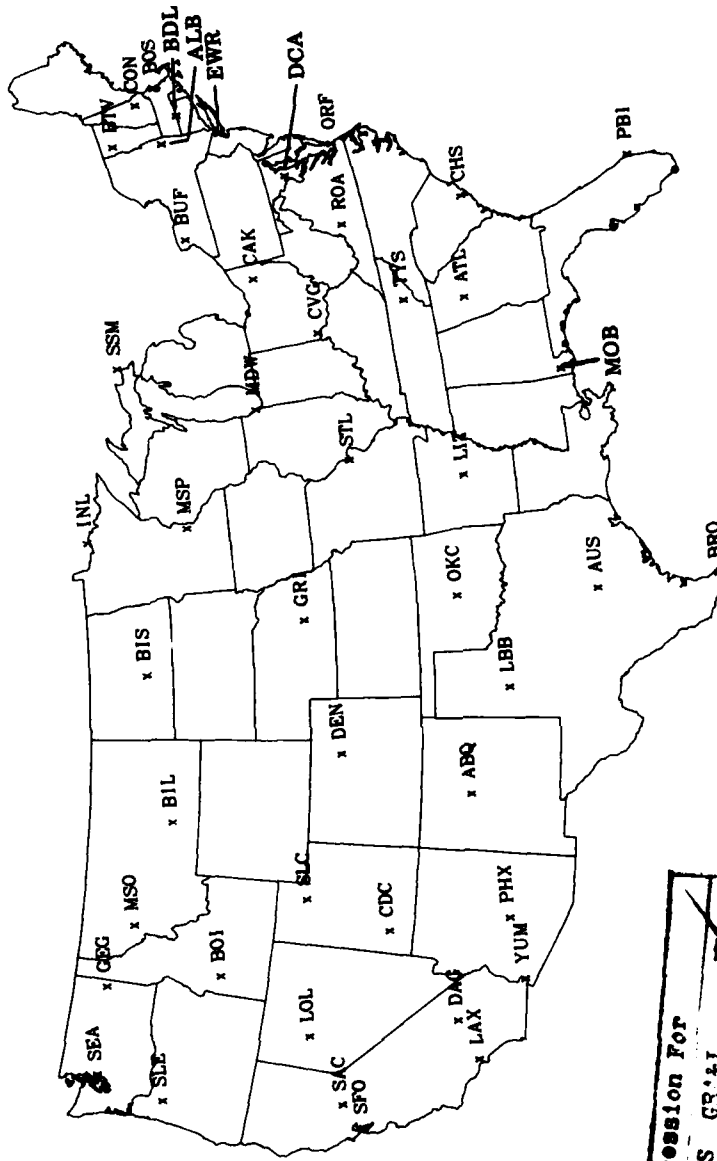 SEA
GEG
SLE
MSO
BOI
BIL
BIS
INL
MSP
SSM
BUF
BTV
CON
BOS
BDL
ALB
EWR
DCA
ORF
ROA
CAK
CVG
MDW
STL
GRI
DEN
SLC
LOL
SAC
SFO
CDC
DAG
LAX
YUM
PHX
ABQ
LBB
OKC
LIT
TYS
ATL
CHS
PBI
MOB
AUS
BRO
ession For
S GRA&I